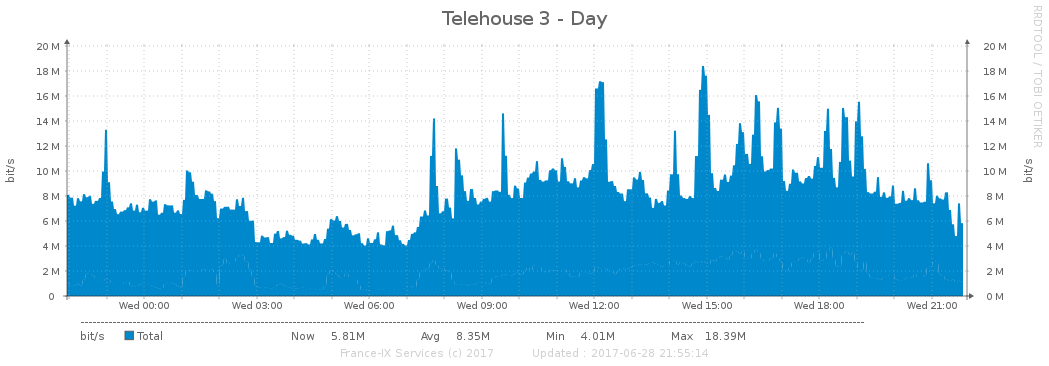 Telehouse 3 - Day
RRDTOOL / TOBI OETIKER
bit/s
20 M 20 M
18 M 18 M
16 M 16 M
14 M 14 M
12 M 12 M
10 M 10 M
8 M 8 M
6 M 6 M
4 M 4 M
2 M 2 M
0 0 M
bit/s
Wed 00:00 Wed 03:00 Wed 06:00 Wed 09:00 Wed 12:00 Wed 15:00 Wed 18:00 Wed 21:00
bit/s Total Now 5.81M Avg 8.35M Min 4.01M Max 18.39M
France-IX Services (c) 2017 Updated : 2017-06-28 21:55:14